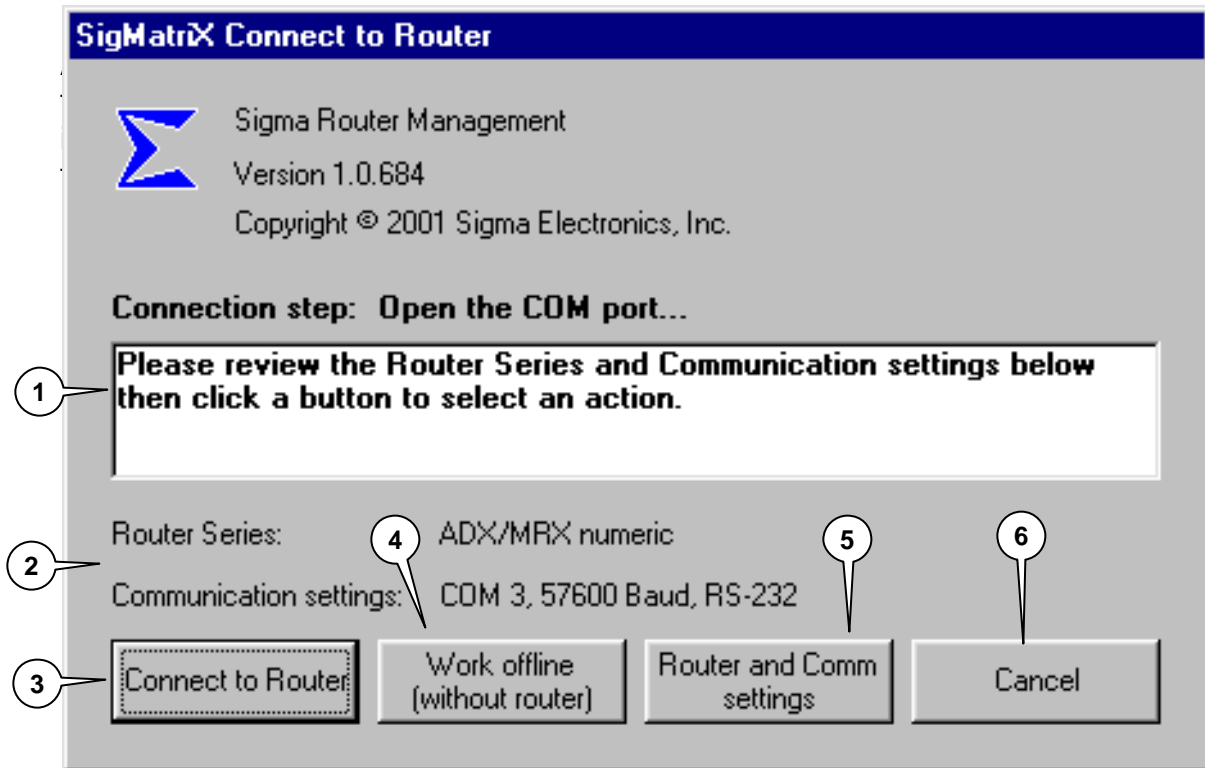 SigMatriX Connect to Router
Sigma Router Management
Version 1.0.684
Copyright © 2001 Sigma Electronics, Inc.
Connection step: Open the COM port...
1
Please review the Router Series and Communication settings below
then click a button to select an action.
2
Router Series: ADX/MRX numeric
Communication settings: COM 3, 57600 Baud, RS-232
4
5
6
3
Connect to Router
Work offline
(without router)
Router and Comm
settings
Cancel